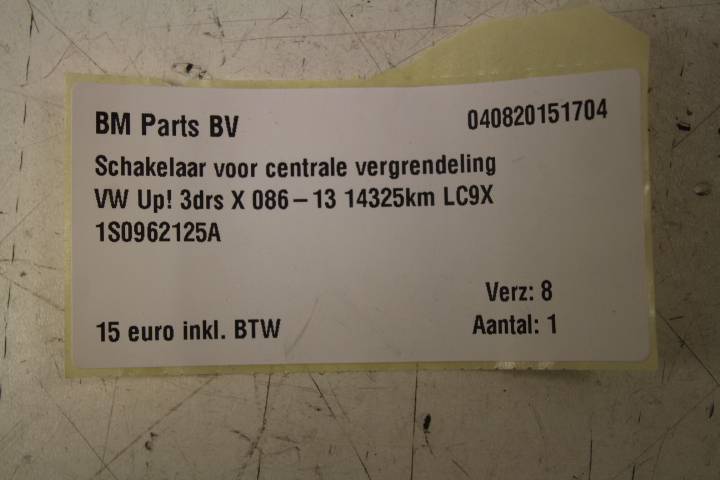 BM Parts BV 040820151704
Schakelaar voor centrale vergrendeling
VW Up! 3drs X 086-13 14325km LC9X
1S0962125A
Verz: 8
15 euro inkl. BTW Aantal: 1